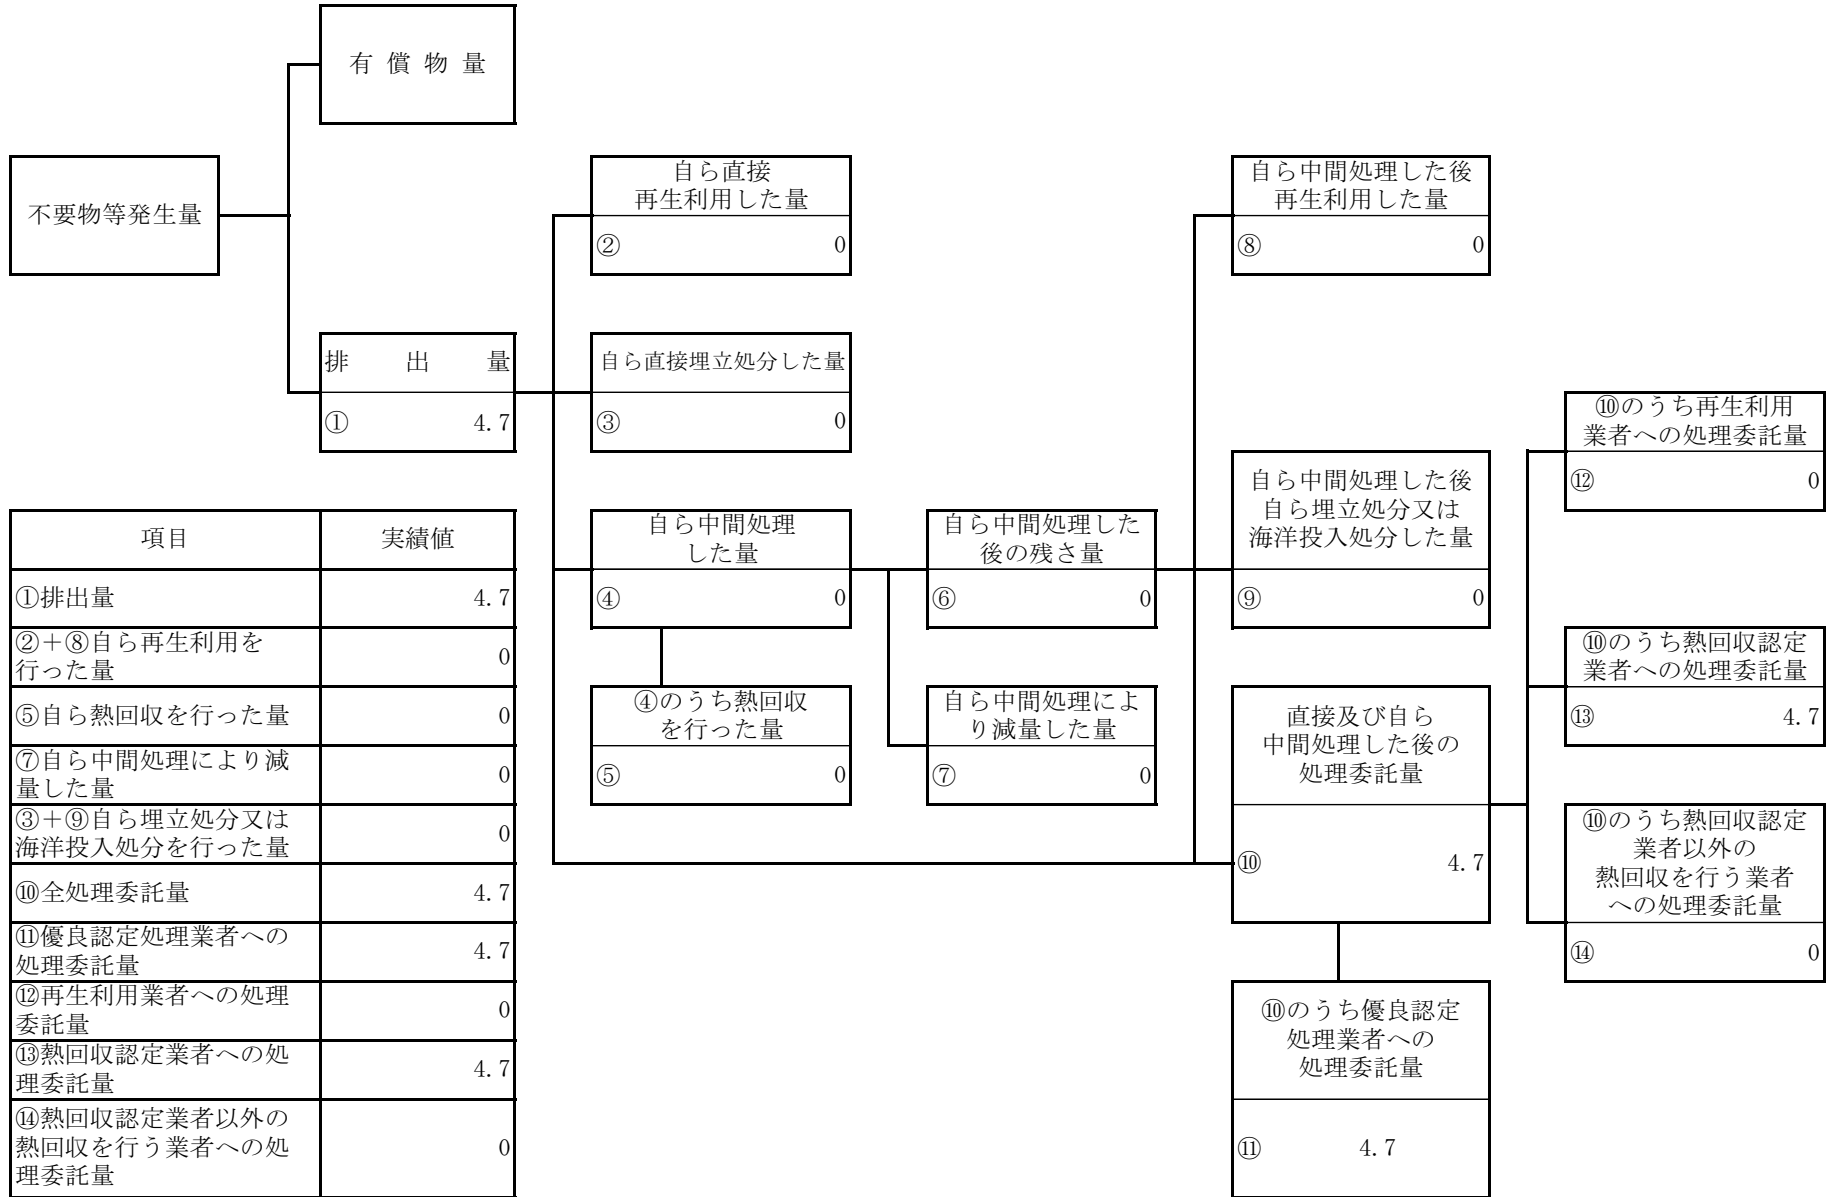 有償物量
不要物等発生量
自ら直接
再生利用した量
② 0
自ら中間処理した後
再生利用した量
⑧ 0
排出量
① 4.7
自ら直接埋立処分した量
③ 0
⑩のうち再生利用
業者への処理委託量
⑫ 0
自ら中間処理した後
自ら埋立処分又は
海洋投入処分した量
⑨ 0
自ら中間処理
した量
④ 0
自ら中間処理した
後の残さ量
⑥ 0
④のうち熱回収
を行った量
⑤ 0
自ら中間処理によ
り減量した量
⑦ 0
直接及び自ら
中間処理した後の
処理委託量
⑩ 4.7
⑩のうち熱回収認定
業者への処理委託量
⑬ 4.7
⑩のうち熱回収認定
業者以外の
熱回収を行う業者
への処理委託量
⑭ 0
⑩のうち優良認定
処理業者への
処理委託量
⑪ 4.7
項目 実績値
①排出量 4.7
②+⑧自ら再生利用を
行った量 0
⑤自ら熱回収を行った量 0
⑦自ら中間処理により減
量した量 0
③+⑨自ら埋立処分又は
海洋投入処分を行った量 0
⑩全処理委託量 4.7
⑪優良認定処理業者への
処理委託量 4.7
⑫再生利用業者への処理
委託量 0
⑬熱回収認定業者への処
理委託量 4.7
⑭熱回収認定業者以外の
熱回収を行う業者への処
理委託量 0